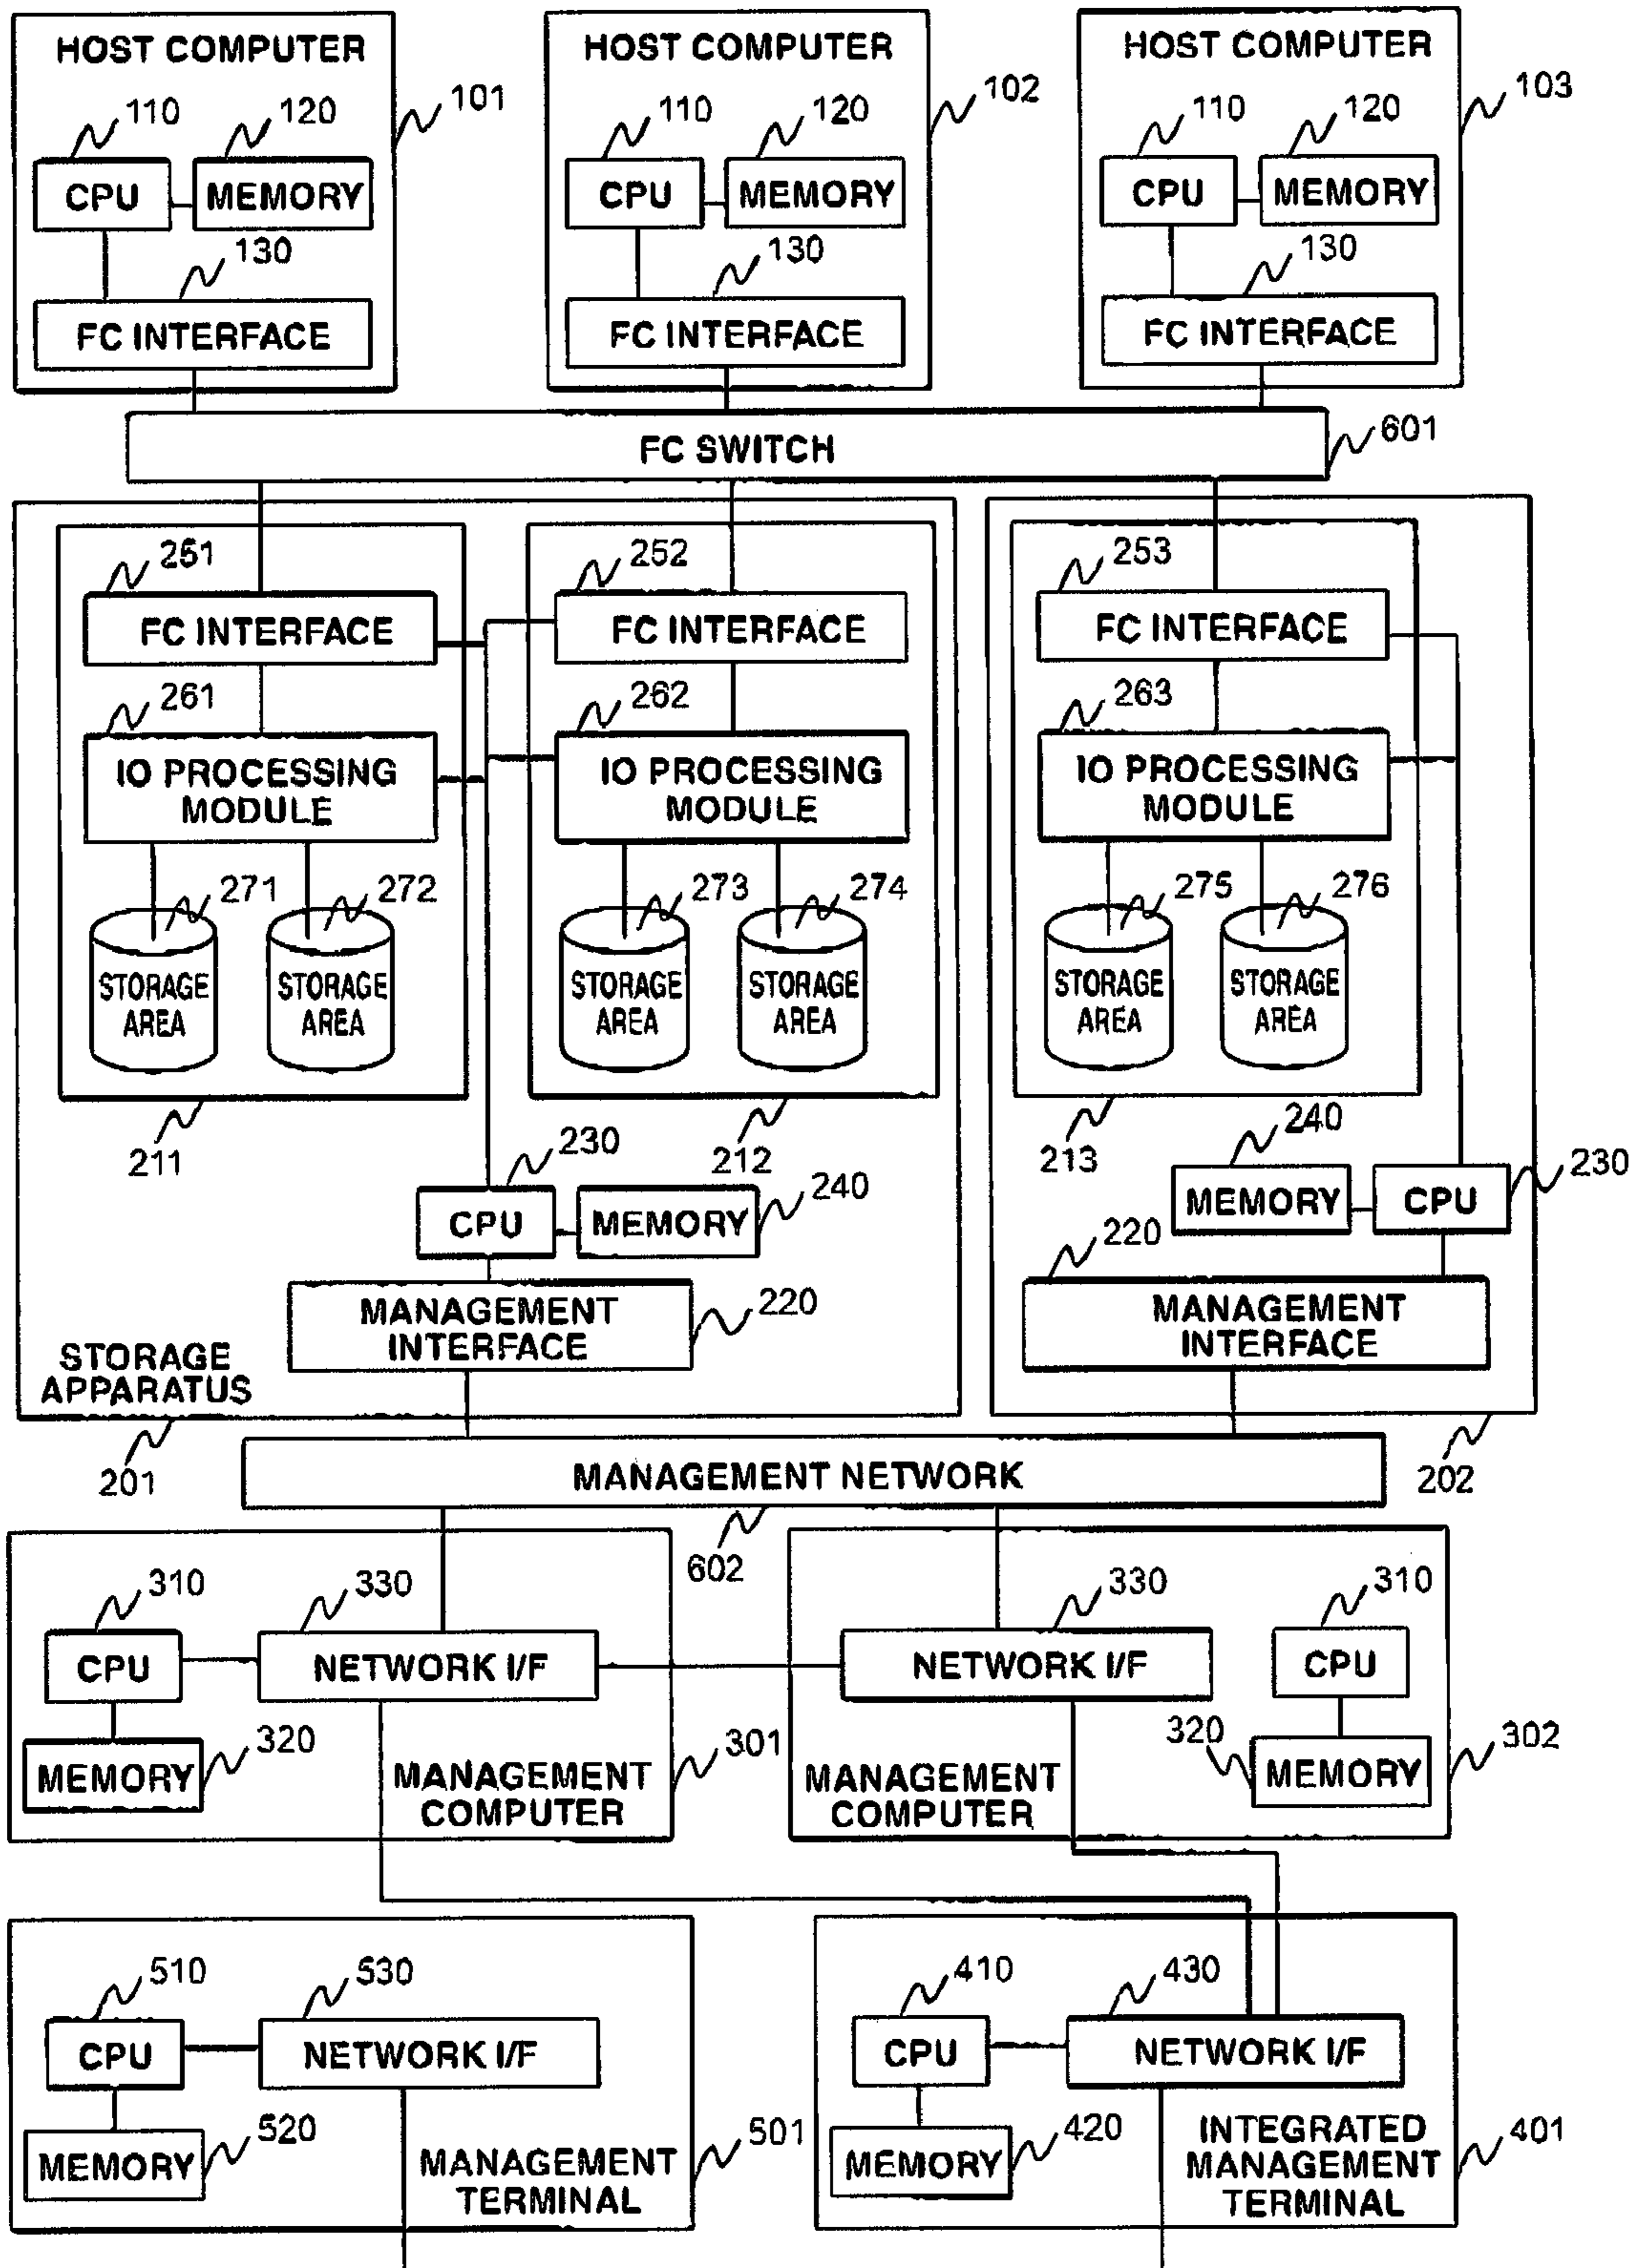 HOST COMPUTER
HOST COMPUTER
HOST COMPUTER
101
102
103
110
120
110
120
110
120
CPU
MEMORY
CPU
MEMORY
CPU
MEMORY
130
130
130
FC INTERFACE
FC INTERFACE
FC INTERFACE
FC SWITCH
601
251
252
253
FC INTERFACE
FC INTERFACE
FC INTERFACE
261
262
263
IO PROCESSING
MODULE
IO PROCESSING
MODULE
IO PROCESSING
MODULE
271
272
273
274
275
276
STORAGE
AREA
STORAGE
AREA
STORAGE
AREA
STORAGE
AREA
STORAGE
AREA
STORAGE
AREA
211
212
213
230
240
240
230
CPU
MEMORY
MEMORY
CPU
220
220
MANAGEMENT
INTERFACE
MANAGEMENT
INTERFACE
STORAGE
APPARATUS
201
202
MANAGEMENT NETWORK
602
310
330
330
310
CPU
NETWORK I/F
NETWORK I/F
CPU
320
301
320
302
MEMORY
MANAGEMENT
COMPUTER
MANAGEMENT
COMPUTER
MEMORY
510
530
410
430
CPU
NETWORK I/F
CPU
NETWORK I/F
520
501
420
401
MEMORY
MANAGEMENT
TERMINAL
MEMORY
INTEGRATED
MANAGEMENT
TERMINAL